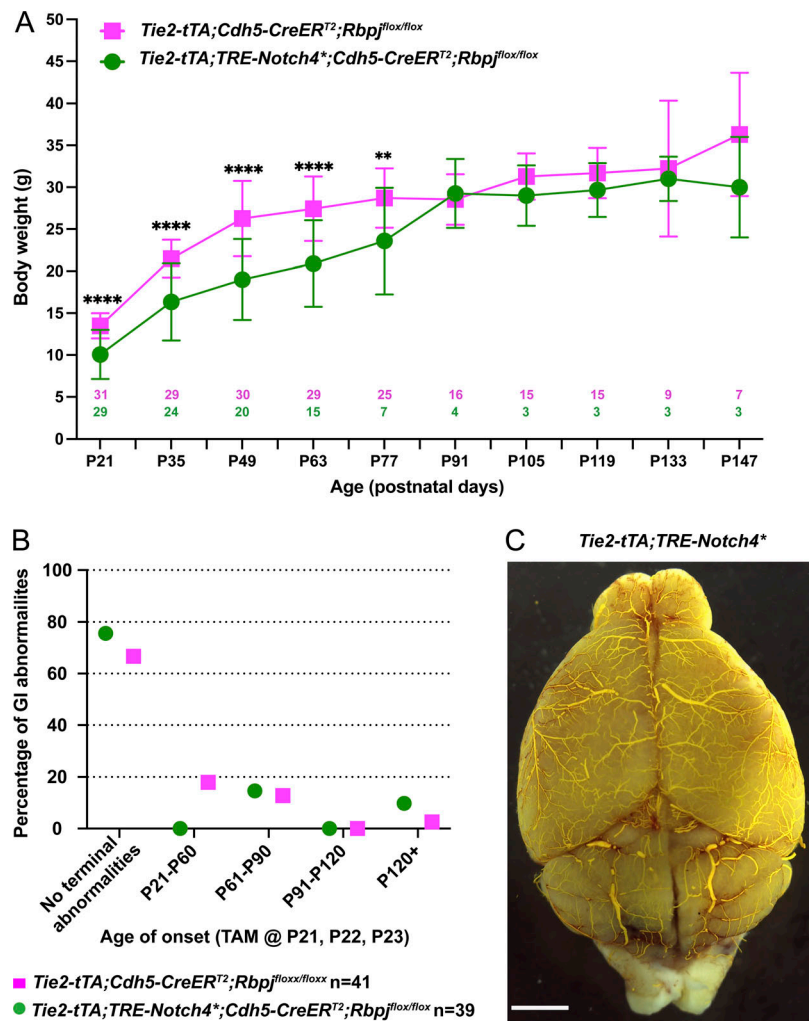 A
Tie2-tTA;Cdh5-CreER^T2;Rbpj^flox/flox
Tie2-tTA;TRE-Notch4*;Cdh5-CreER^T2;Rbpj^flox/flox
Body weight (g)
50
45
40
35
30
25
20
15
10
5
0
**** **** **** **** **
31 29 30 29 25 16 15 15 9 7
29 24 20 15 7 4 3 3 3 3
P21 P35 P49 P63 P77 P91 P105 P119 P133 P147
Age (postnatal days)
B
Percentage of GI abnormailites
100
80
60
40
20
0
No terminal
abnormalities
P21-P60
P61-P90
P91-P120
P120+
Age of onset (TAM @ P21, P22, P23)
Tie2-tTA;Cdh5-CreER^T2;Rbpj^floxx/floxx n=41
Tie2-tTA;TRE-Notch4*;Cdh5-CreER^T2;Rbpj^flox/flox n=39
C
Tie2-tTA;TRE-Notch4*